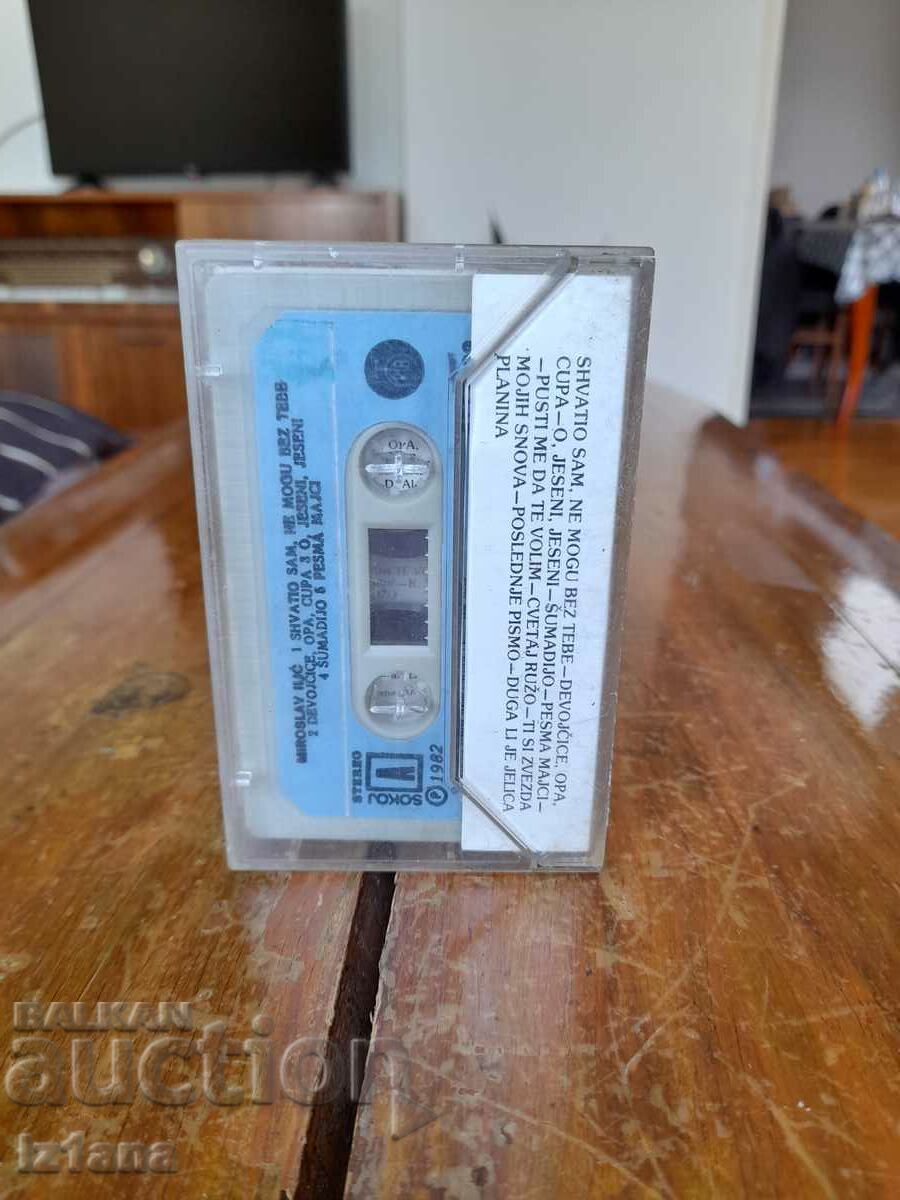 SHVATIO SAM, NE MOGU BEZ TEBE–DEVOJČICE, OPA,
CUPA–O, JESENI, JESENI–ŠUMADIJO–PESMA MAJCI–
–PUSTI ME DA TE VOLIM–CVETAJ RUŽO–TI SI ZVEZDA
MOJIH SNOVA–POSLEDNJE PISMO–DUGA LI JE JELICA
PLANINA
MIROSLAV ILIĆ 1 SHVATIO SAM, NE MOGU BEZ TEBE
2 DEVOJČICE, OPA, CUPA 3 O, JESENI, JESENI
4 ŠUMADIJO 5 PESMA MAJCI
STEREO
SOKOJ
Ⓟ 1982
OPA,
BALKAN
auction
iz1ana